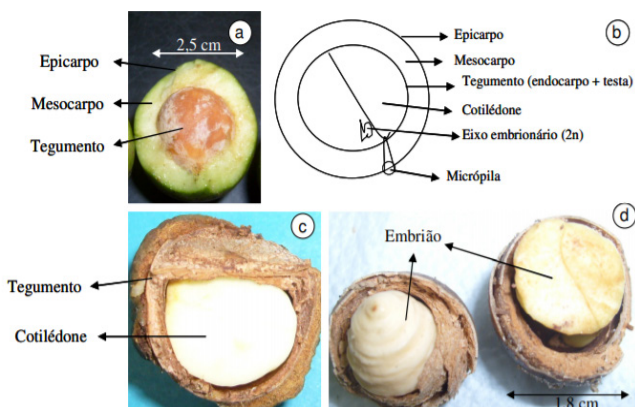 a
2,5 cm
Epicarpo
Mesocarpo
Tegumento
b
Epicarpo
Mesocarpo
Tegumento (endocarpo + testa)
Cotilédone
Eixo embrionário (2n)
Micrópila
c
Tegumento
Cotilédone
d
Embrião
1,8 cm